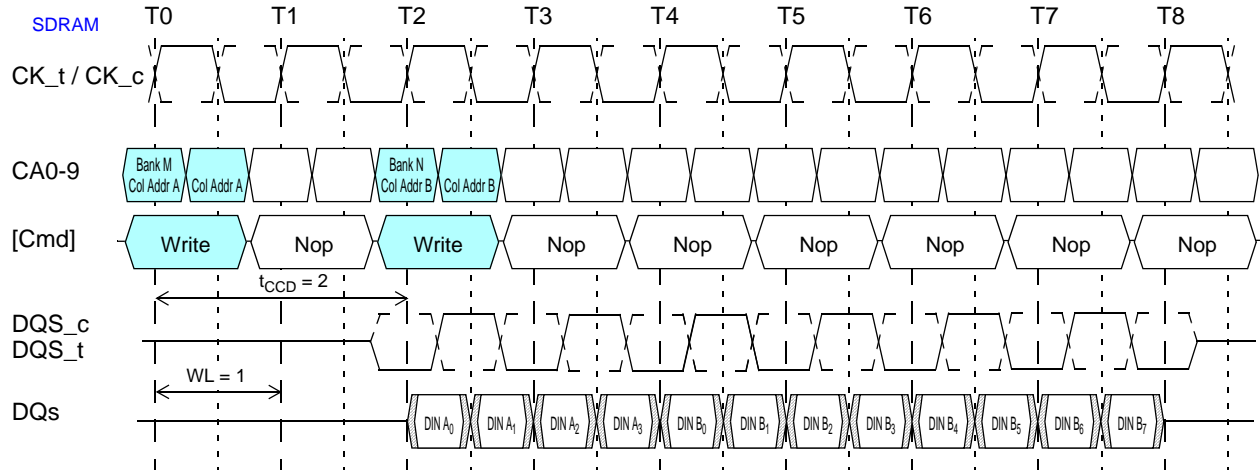 SDRAM
T0 T1 T2 T3 T4 T5 T6 T7 T8
CK_t / CK_c
CA0-9
Bank M
Col Addr A
Col Addr A
Bank N
Col Addr B
Col Addr B
[Cmd]
Write Nop Write Nop Nop Nop Nop Nop Nop
tCCD = 2
DQS_c
DQS_t
WL = 1
DQs
DIN A0 DIN A1 DIN A2 DIN A3 DIN B0 DIN B1 DIN B2 DIN B3 DIN B4 DIN B5 DIN B6 DIN B7